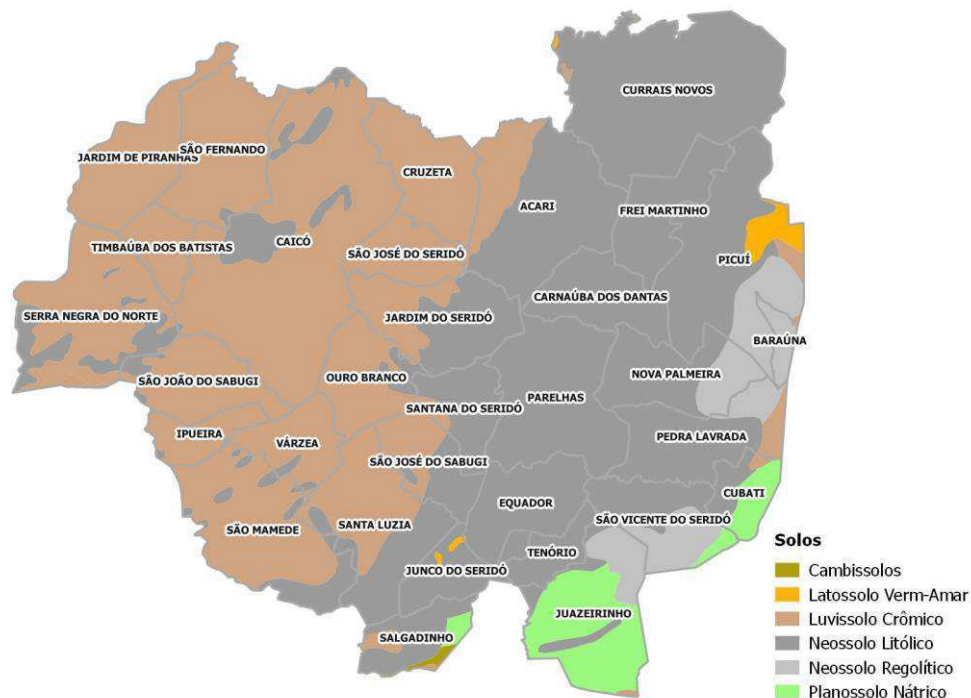 CURRAIS NOVOS
SÃO FERNANDO
JARDIM DE PIRANHAS
CRUZETA
ACARI
FREI MARTINHO
TIMBAÚBA DOS BATISTAS
CAICÓ
SÃO JOSÉ DO SERIDÓ
PICUÍ
CARNAÚBA DOS DANTAS
SERRA NEGRA DO NORTE
JARDIM DO SERIDÓ
BARAÚNA
SÃO JOÃO DO SABUGI
OURO BRANCO
NOVA PALMEIRA
PARELHAS
SANTANA DO SERIDÓ
IPUEIRA
VÁRZEA
PEDRA LAVRADA
SÃO JOSÉ DO SABUGI
CUBATI
EQUADOR
SÃO VICENTE DO SERIDÓ
SÃO MAMEDE
SANTA LUZIA
TENÓRIO
JUNCO DO SERIDÓ
JUAZEIRINHO
SALGADINHO
Solos
Cambissolos
Latossolo Verm-Amar
Luvissolo Crômico
Neossolo Litólico
Neossolo Regolítico
Planossolo Nátrico